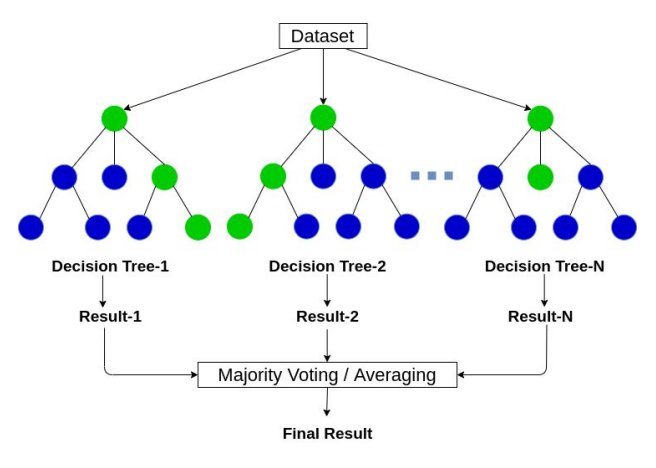 Dataset
Decision Tree-1
Decision Tree-2
Decision Tree-N
Result-1
Result-2
Result-N
Majority Voting / Averaging
Final Result